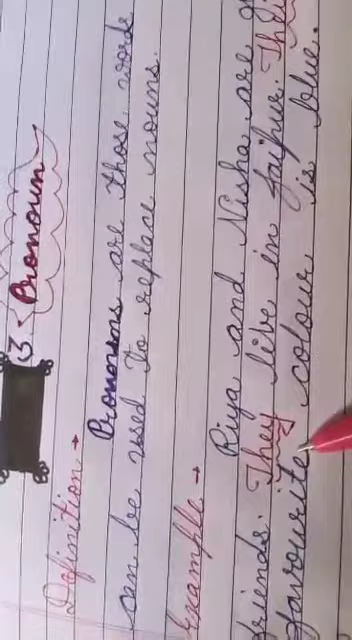 3. Pronoun
Definition →
Pronouns are those words
can be used to replace nouns.
Example →
Riya and Nisha are
friends. They live in Jaipur. Their
favourite colour is blue.